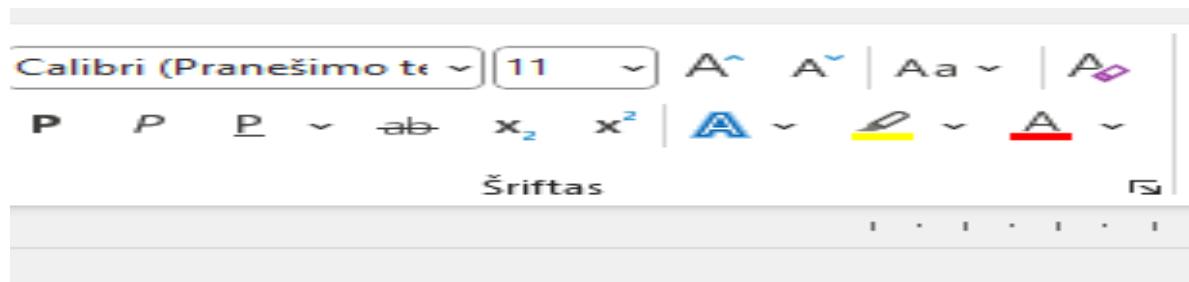 Calibri (Pranešimo te 11 A A Aa A
P P P ab x₂ x² A A
Šriftas